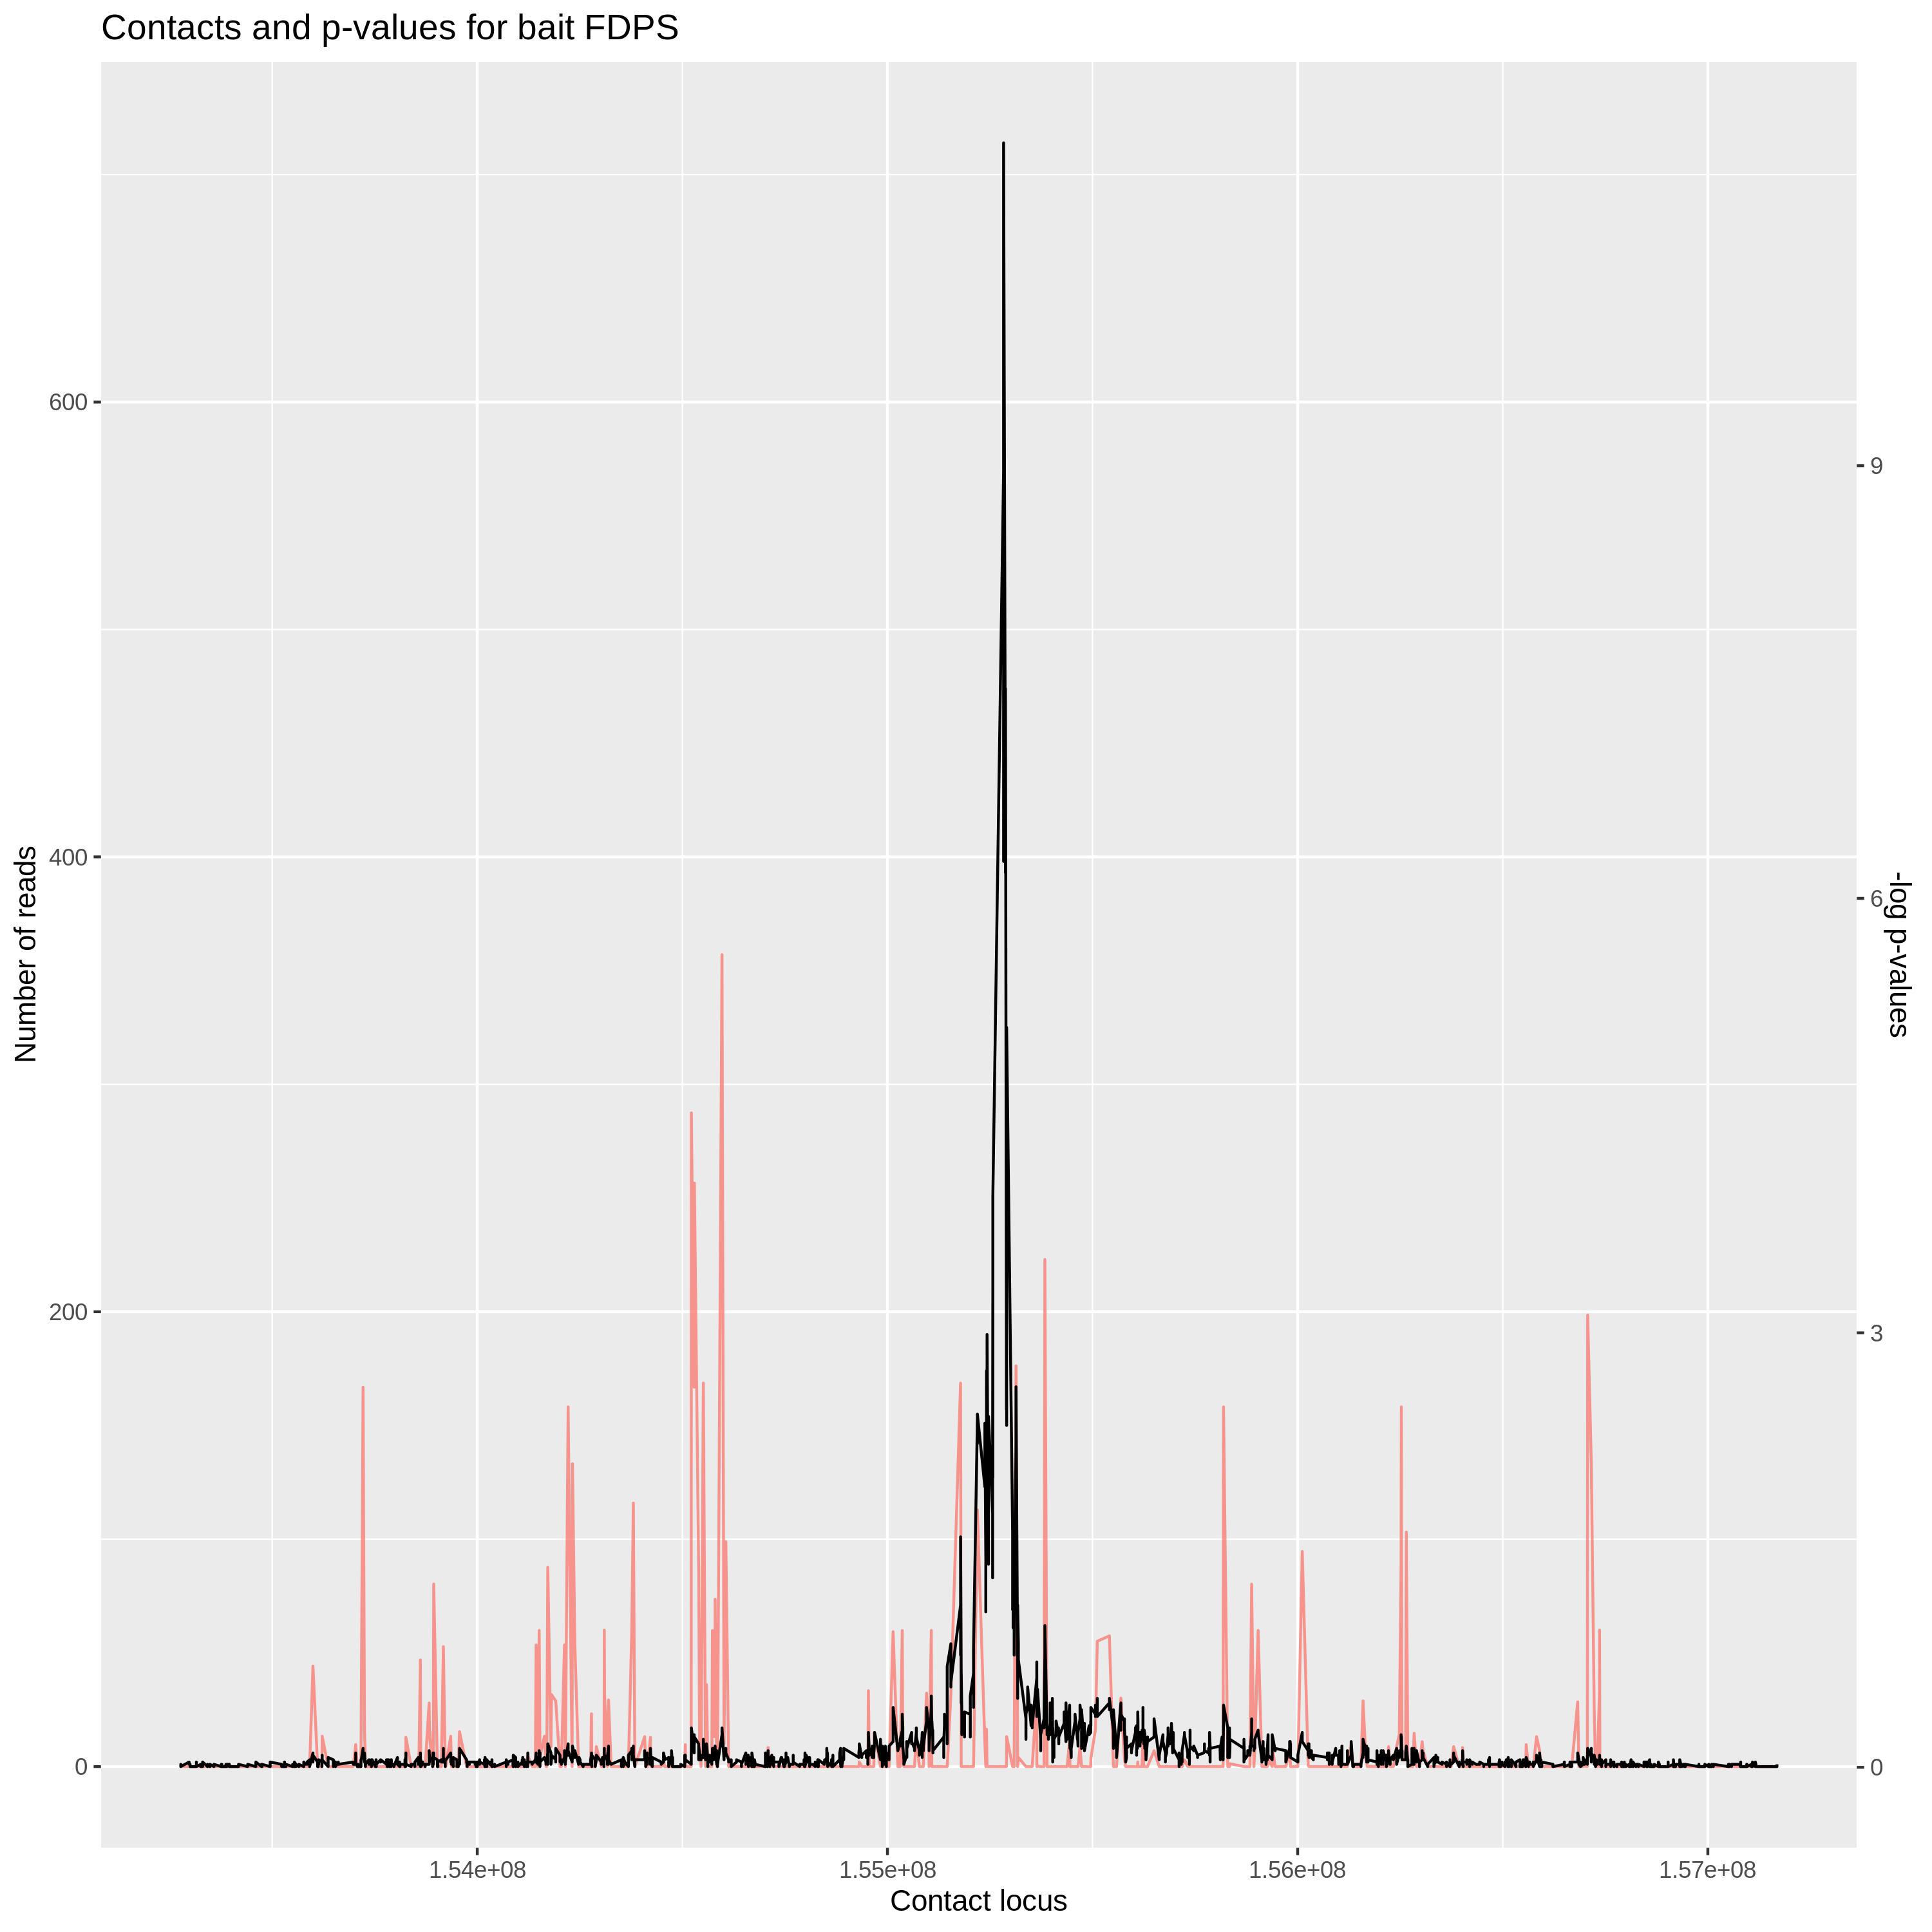 Contacts and p-values for bait FDPS
600
400
200
0
Number of reads
9
6
3
0
-log p-values
1.54e+08 1.55e+08 1.56e+08 1.57e+08
Contact locus